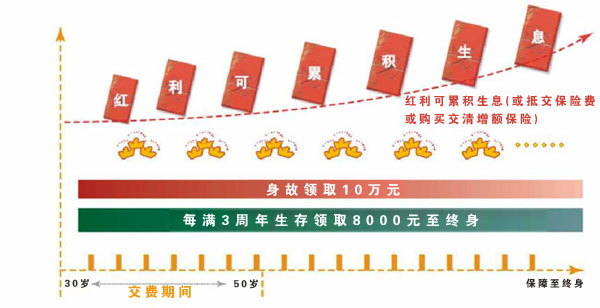 红利可累积生息
红利可累积生息(或抵交保险费
或购买交清增额保险)
身故领取10万元
每满3周年生存领取8000元至终身
30岁
50岁
保障至终身
交费期间